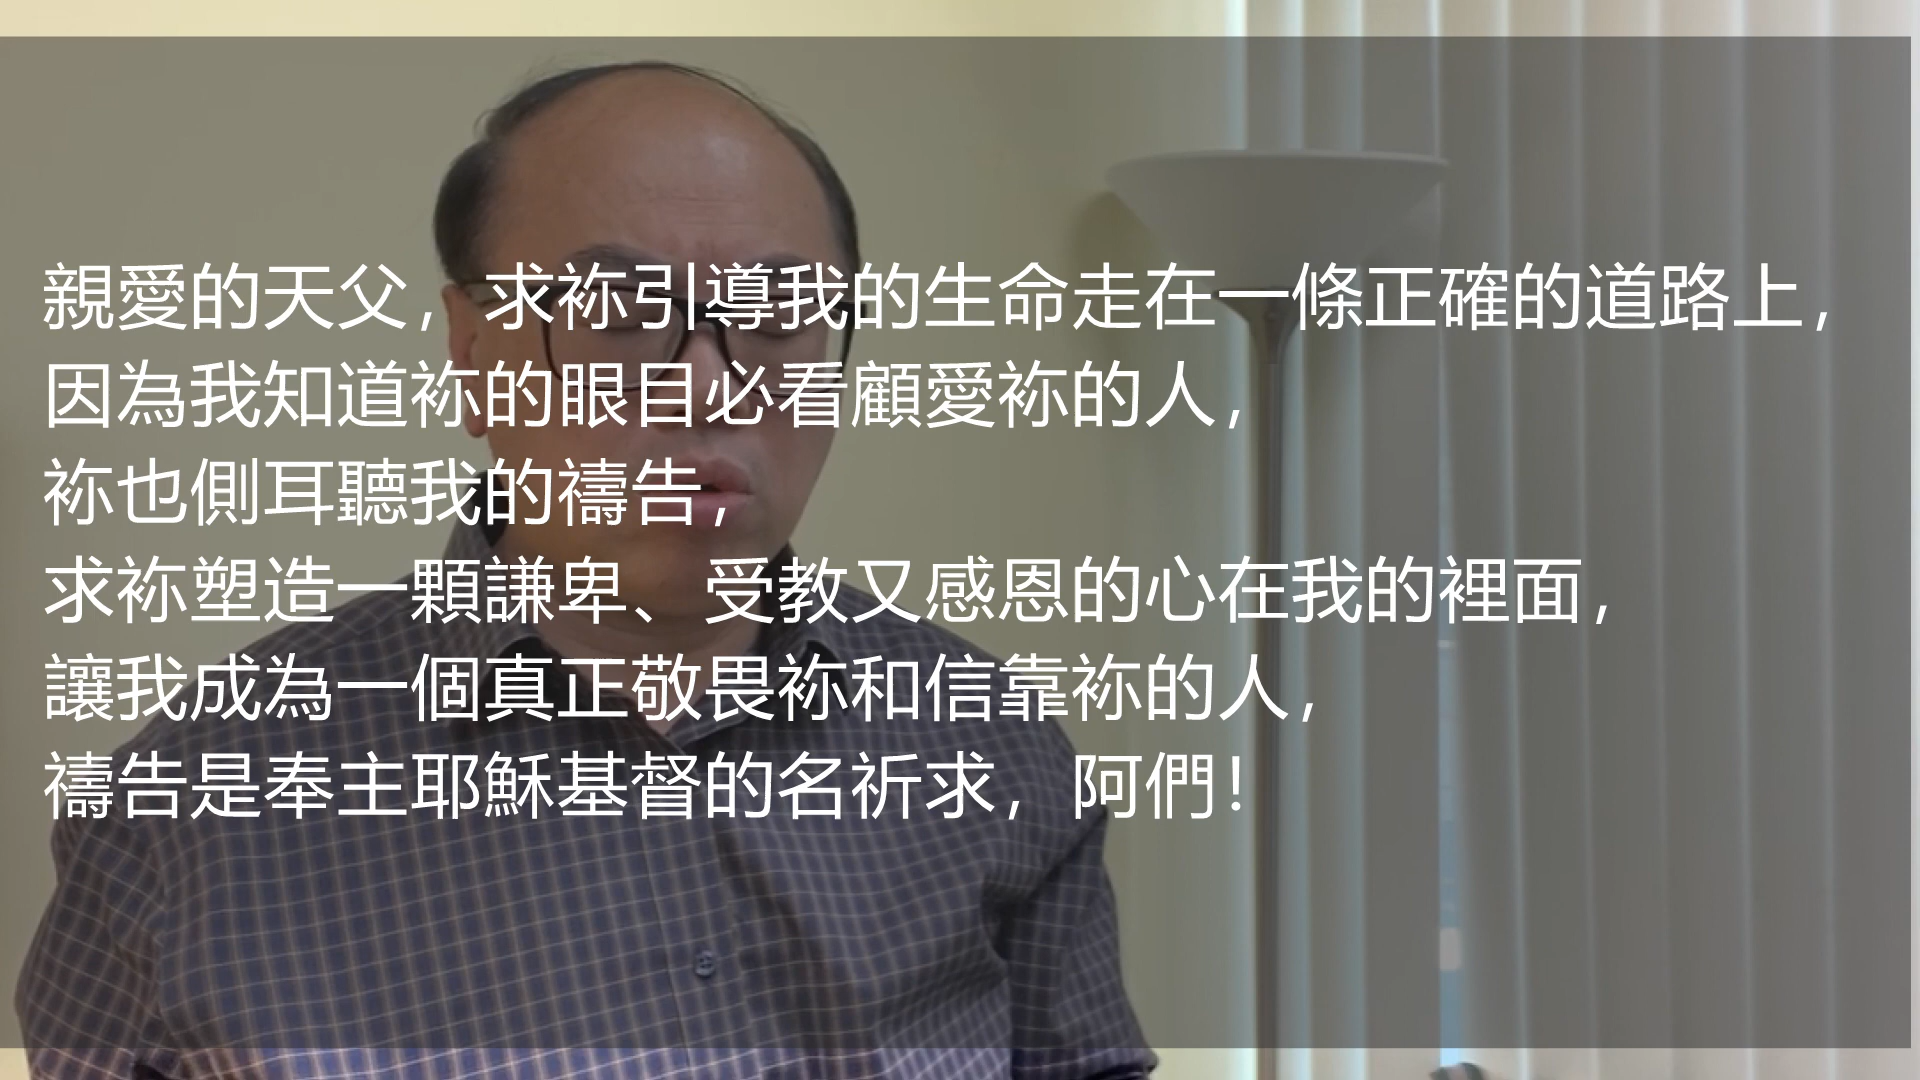 親愛的天父，求祢引導我的生命走在一條正確的道路上，
因為我知道祢的眼目必看顧愛祢的人，
祢也側耳聽我的禱告，
求祢塑造一顆謙卑、受教又感恩的心在我的裡面，
讓我成為一個真正敬畏祢和信靠祢的人，
禱告是奉主耶穌基督的名祈求，阿們！